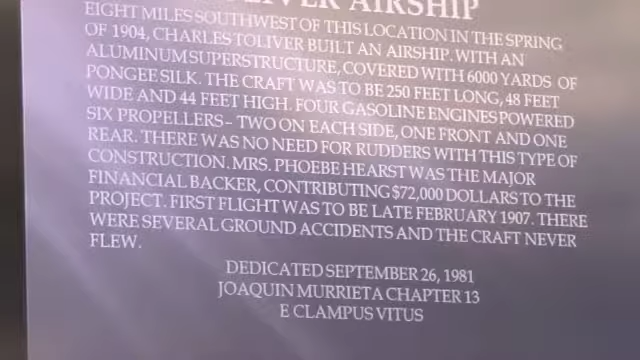 TOLIVER AIRSHIP
EIGHT MILES SOUTHWEST OF THIS LOCATION IN THE SPRING
OF 1904, CHARLES TOLIVER BUILT AN AIRSHIP. WITH AN
ALUMINUM SUPERSTRUCTURE, COVERED WITH 6000 YARDS OF
PONGEE SILK. THE CRAFT WAS TO BE 250 FEET LONG, 48 FEET
WIDE AND 44 FEET HIGH. FOUR GASOLINE ENGINES POWERED
SIX PROPELLERS- TWO ON EACH SIDE, ONE FRONT AND ONE
REAR. THERE WAS NO NEED FOR RUDDERS WITH THIS TYPE OF
CONSTRUCTION. MRS. PHOEBE HEARST WAS THE MAJOR
FINANCIAL BACKER, CONTRIBUTING $72,000 DOLLARS TO THE
PROJECT. FIRST FLIGHT WAS TO BE LATE FEBRUARY 1907. THERE
WERE SEVERAL GROUND ACCIDENTS AND THE CRAFT NEVER
FLEW.
DEDICATED SEPTEMBER 26, 1981
JOAQUIN MURRIETA CHAPTER 13
E CLAMPUS VITUS